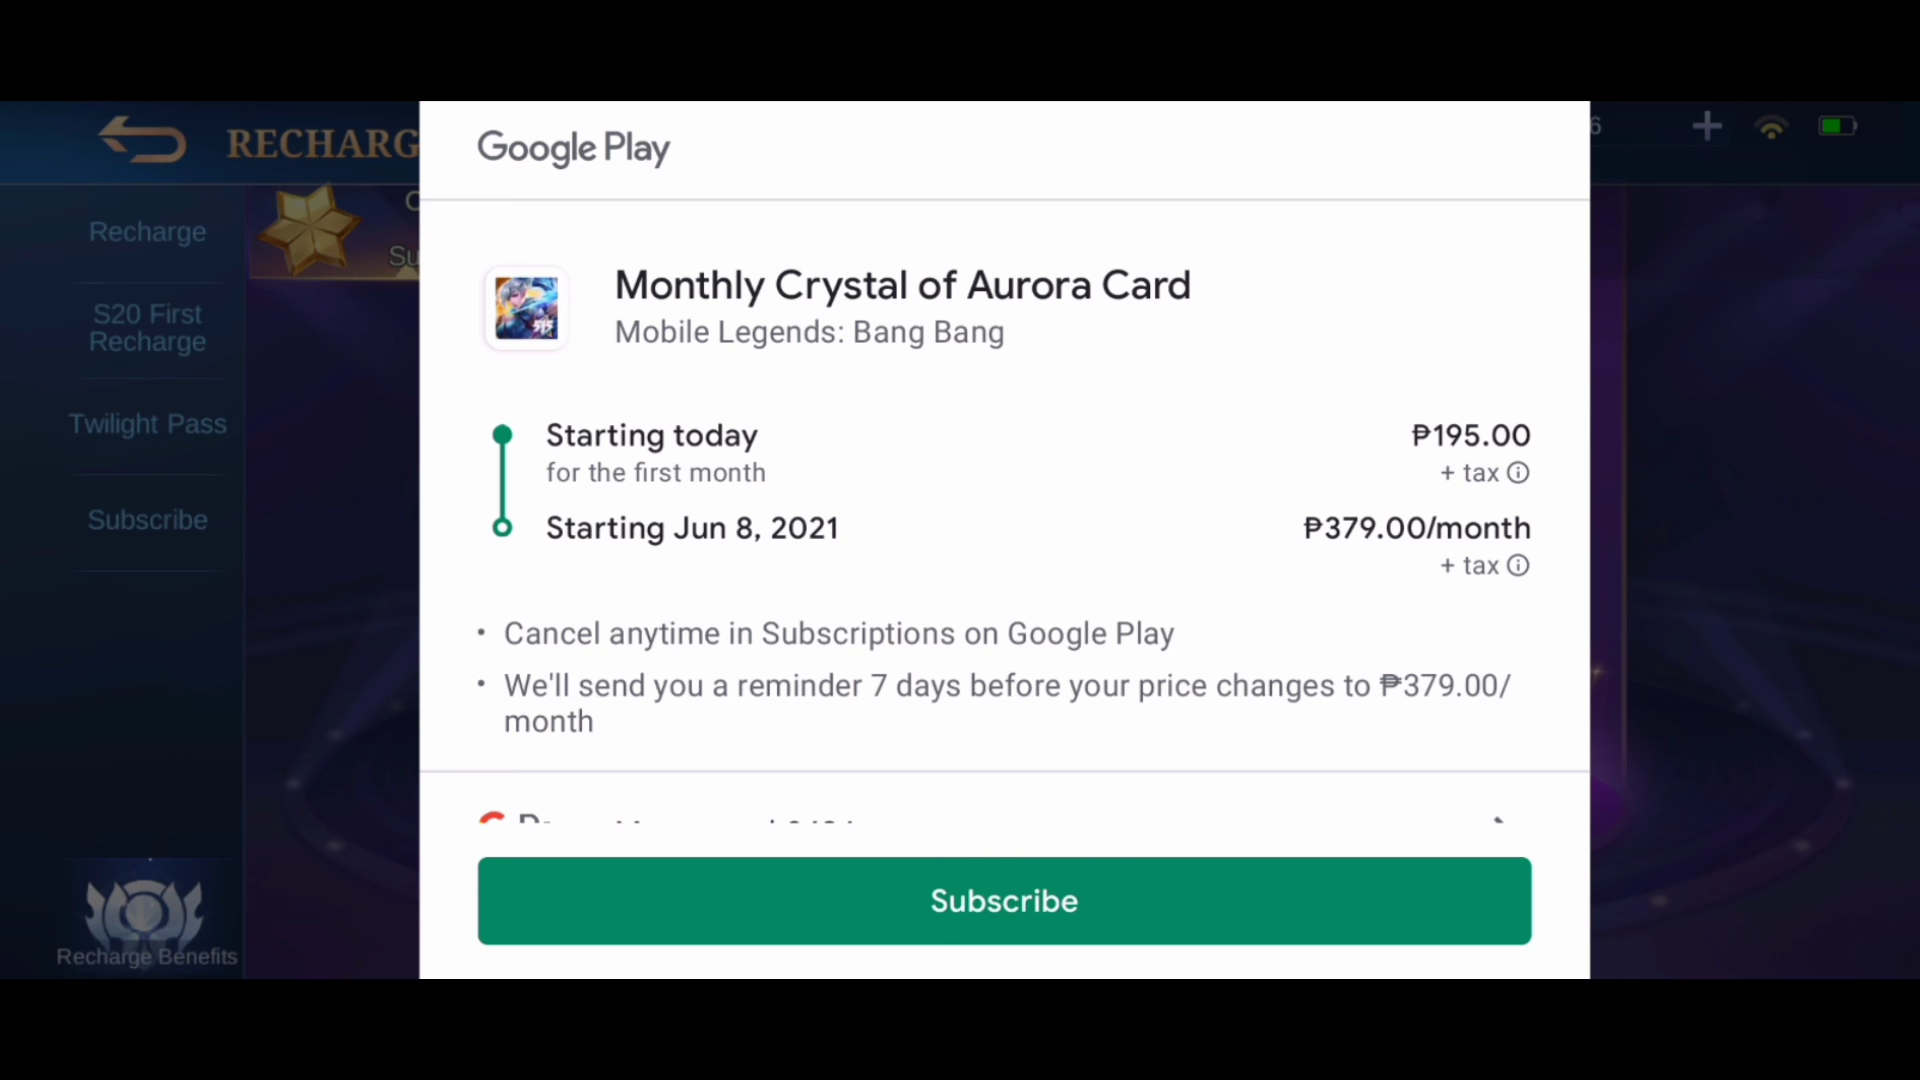 RECHARG
6
Recharge
S20 First
Recharge
Twilight Pass
Subscribe
Recharge Benefits
Su
Google Play
Monthly Crystal of Aurora Card
Mobile Legends: Bang Bang
515
Starting today ₱195.00
for the first month + tax
Starting Jun 8, 2021 ₱379.00/month
+ tax
• Cancel anytime in Subscriptions on Google Play
• We'll send you a reminder 7 days before your price changes to ₱379.00/
month
Subscribe